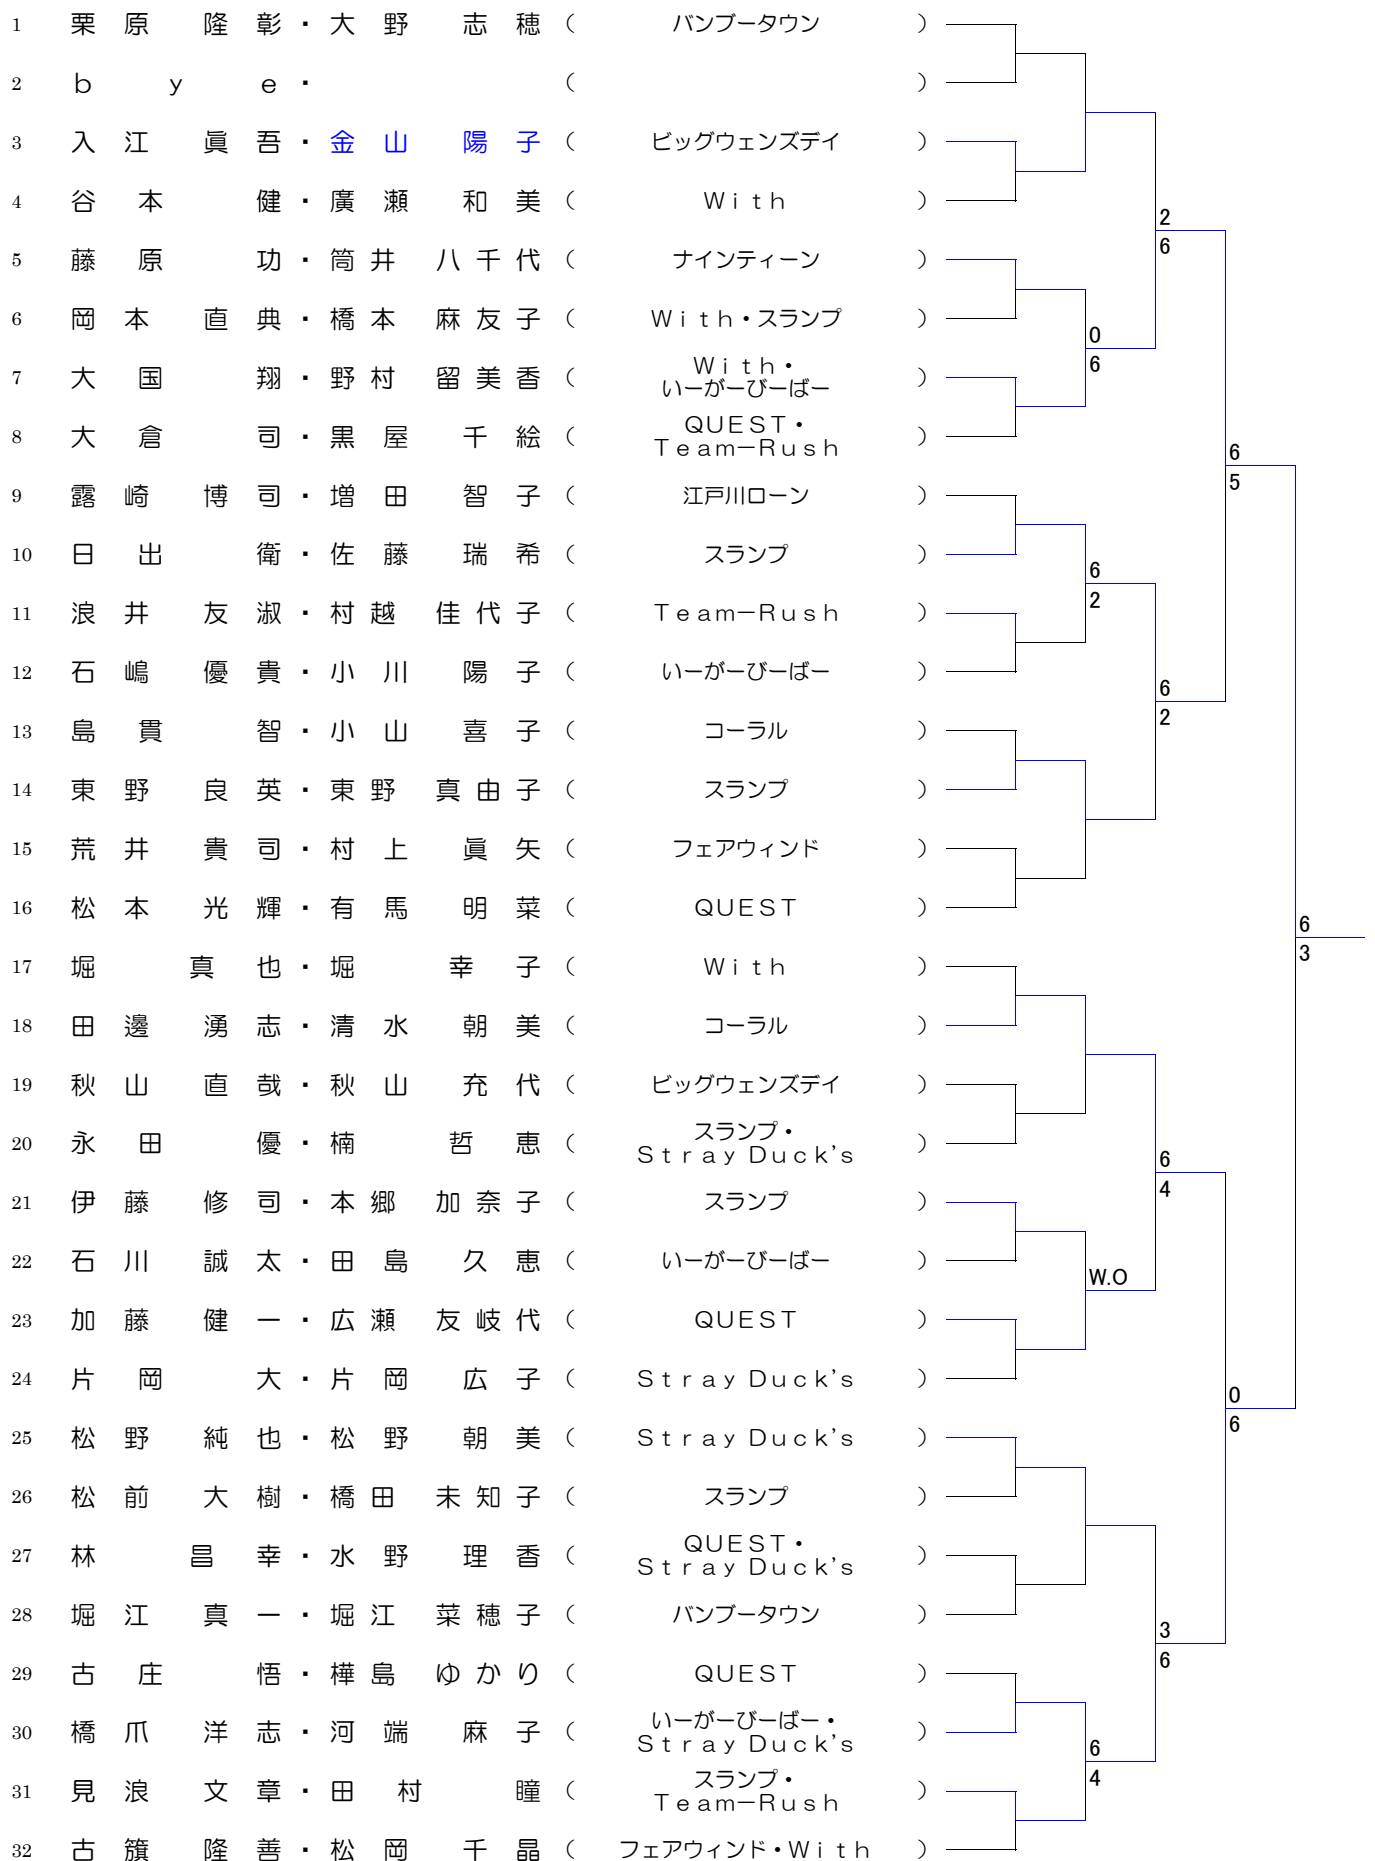 1 栗原 隆彰・大野 志穂 ( バンブータウン )
2 bye・ ( )
3 入江 眞吾・金山 陽子 ( ビッグウェンズデイ )
4 谷本 健・廣瀬 和美 ( With )
2
6
5 藤原 功・筒井 八千代 ( ナインティーン )
6 岡本 直典・橋本 麻友子 ( With・スランプ )
0
6
7 大国 翔・野村 留美香 ( With・
いーがーびーばー )
8 大倉 司・黒屋 千絵 ( QUEST・
Team－Rush )
6
5
9 露崎 博司・増田 智子 ( 江戸川ローン )
10 日出 衛・佐藤 瑞希 ( スランプ )
6
2
11 浪井 友淑・村越 佳代子 ( Team－Rush )
12 石嶋 優貴・小川 陽子 ( いーがーびーばー )
6
2
13 島貫 智・小山 喜子 ( コーラル )
14 東野 良英・東野 真由子 ( スランプ )
15 荒井 貴司・村上 眞矢 ( フェアウィンド )
16 松本 光輝・有馬 明菜 ( QUEST )
6
3
17 堀 真也・堀 幸子 ( With )
18 田邊 湧志・清水 朝美 ( コーラル )
19 秋山 直哉・秋山 充代 ( ビッグウェンズデイ )
20 永田 優・楠 哲恵 ( スランプ・
Stray Duck's )
6
4
21 伊藤 修司・本郷 加奈子 ( スランプ )
22 石川 誠太・田島 久恵 ( いーがーびーばー )
W.O
23 加藤 健一・広瀬 友岐代 ( QUEST )
24 片岡 大・片岡 広子 ( Stray Duck's )
0
6
25 松野 純也・松野 朝美 ( Stray Duck's )
26 松前 大樹・橋田 未知子 ( スランプ )
27 林 昌幸・水野 理香 ( QUEST・
Stray Duck's )
28 堀江 真一・堀江 菜穂子 ( バンブータウン )
3
6
29 古庄 悟・樺島 ゆかり ( QUEST )
30 橋爪 洋志・河端 麻子 ( いーがーびーばー・
Stray Duck's )
6
4
31 見浪 文章・田村 瞳 ( スランプ・
Team－Rush )
32 古籏 隆善・松岡 千晶 ( フェアウィンド・With )